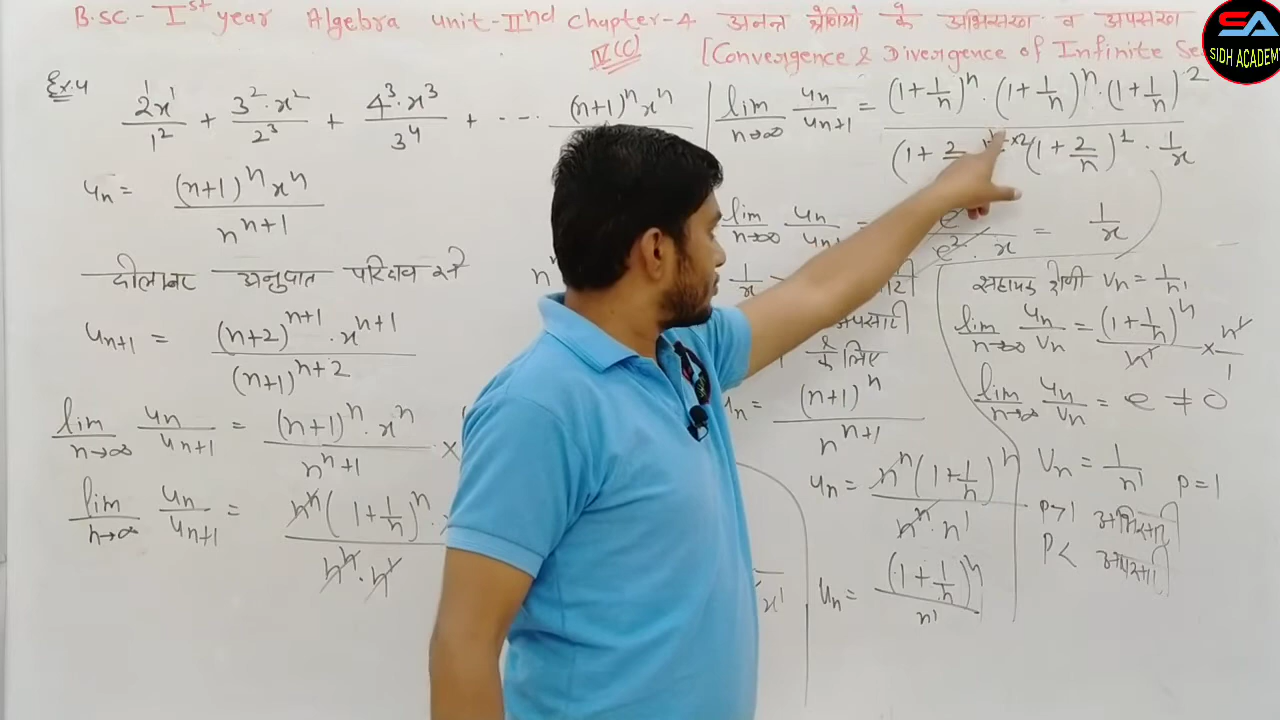 B.sc.- Ist year Algebra unit-IInd chapter-4 अनन्त श्रेणियो के अभिसरण व अपसरण
IV(c) [Convergence & Divergence of Infinite Se
SA
SIDH ACADEMY
Ex.4
2¹x¹/1² + 3²·x²/2³ + 4³·x³/3⁴ + --- (n+1)ⁿxⁿ
uₙ = (n+1)ⁿxⁿ/nⁿ⁺¹
अनुपात परिक्षण से
uₙ₊₁ = (n+2)ⁿ⁺¹·xⁿ⁺¹/(n+1)ⁿ⁺²
lim n→∞ uₙ/uₙ₊₁ = (n+1)ⁿ·xⁿ/nⁿ⁺¹ ×
lim n→∞ uₙ/uₙ₊₁ = nⁿ(1+1/n)ⁿ·/nⁿ·n¹
lim n→∞ uₙ/uₙ₊₁ = (1+1/n)ⁿ·(1+1/n)ⁿ·(1+1/n)²/(1+2 (1+2/n)¹·1/x
lim n→∞ uₙ/uₙ = e/e²·x = 1/x
1/x
अपसारी
के लिए
uₙ = (n+1)ⁿ/nⁿ⁺¹
uₙ = nⁿ(1+1/n)ⁿ/nⁿ·n¹
uₙ = (1+1/n)ⁿ/n¹
x¹
सहायक श्रेणी Vₙ = 1/n¹
lim n→∞ uₙ/vₙ = (1+1/n)ⁿ/n¹ × n¹/1
lim n→∞ uₙ/vₙ = e ≠ 0
Vₙ = 1/n¹ P=1
P>1 अभिसारी
P< अपसारी